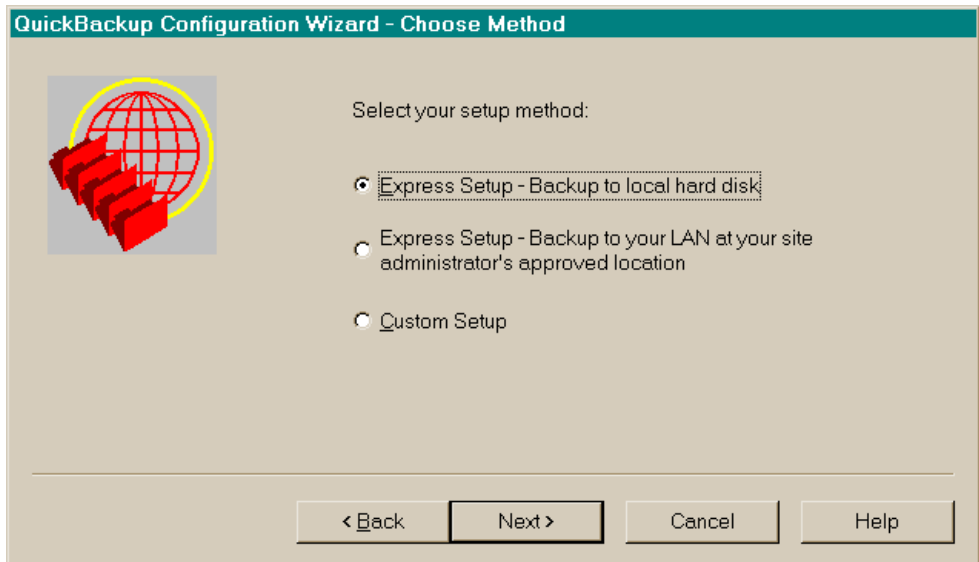 QuickBackup Configuration Wizard - Choose Method
Select your setup method:
Express Setup - Backup to local hard disk
Express Setup - Backup to your LAN at your site
administrator's approved location
Custom Setup
< Back Next > Cancel Help